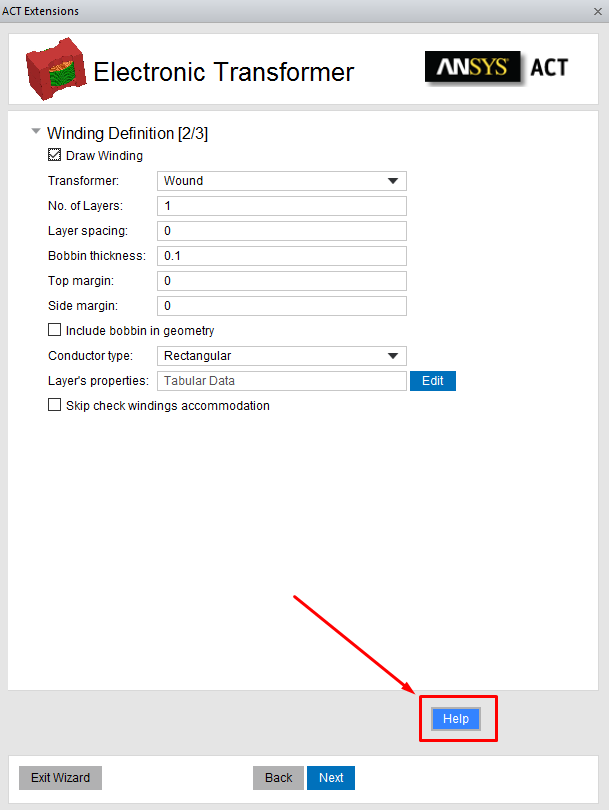 ACT Extensions
Electronic Transformer
ANSYS ACT
Winding Definition [2/3]
Draw Winding
Transformer: Wound
No. of Layers: 1
Layer spacing: 0
Bobbin thickness: 0.1
Top margin: 0
Side margin: 0
Include bobbin in geometry
Conductor type: Rectangular
Layer's properties: Tabular Data Edit
Skip check windings accommodation
Help
Exit Wizard Back Next